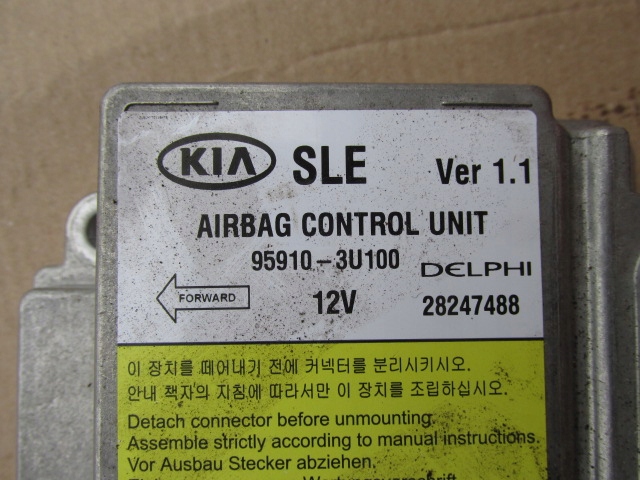 KIA SLE Ver 1.1
AIRBAG CONTROL UNIT
95910-3U100 DELPHI
FORWARD 12V 28247488
이 장치를 떼어내기 전에 커넥터를 분리시키시오.
안내 책자의 지침에 따라서만 이 장치를 조립하십시오.
Detach connector before unmounting.
Assemble strictly according to manual instructions.
Vor Ausbau Stecker abziehen.